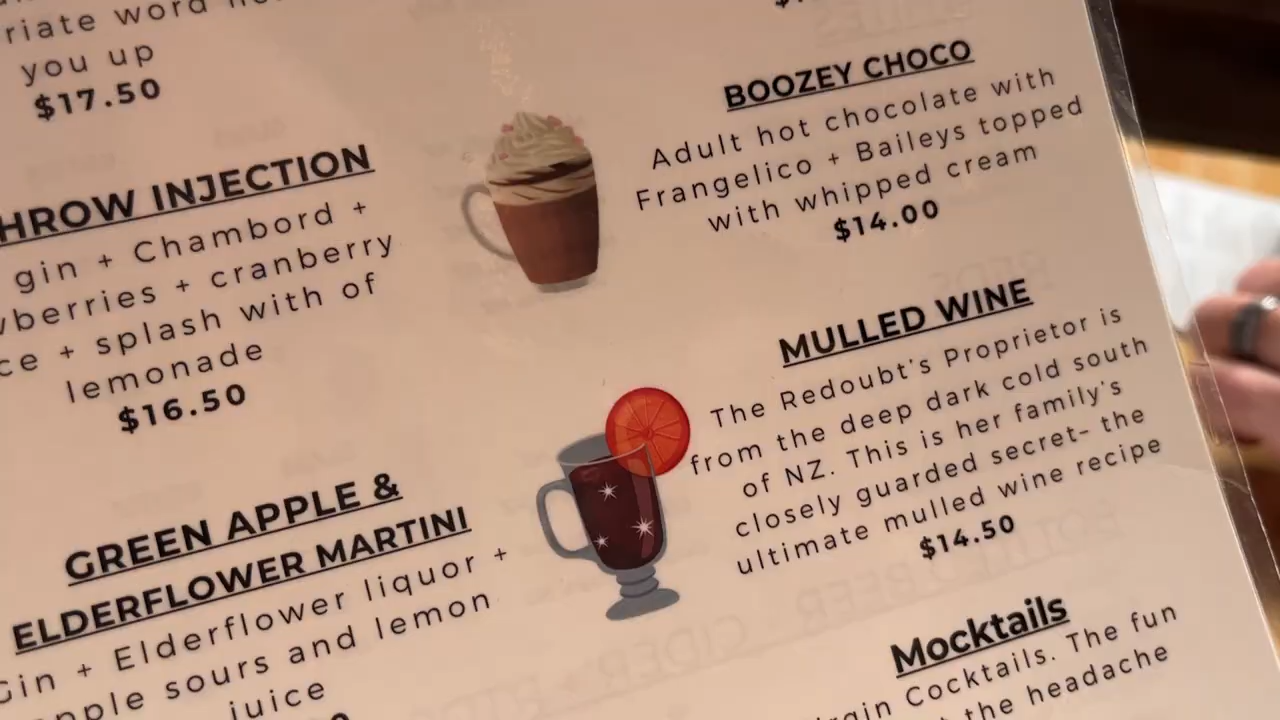 riate word
you up
$17.50
HROW INJECTION
gin + Chambord +
berries + cranberry
ce + splash with of
lemonade
$16.50
GREEN APPLE &
ELDERFLOWER MARTINI
Gin + Elderflower liquor +
apple sours and lemon
juice
BOOZEY CHOCO
Adult hot chocolate with
Frangelico + Baileys topped
with whipped cream
$14.00
MULLED WINE
The Redoubt's Proprietor is
from the deep dark cold south
of NZ. This is her family's
closely guarded secret- the
ultimate mulled wine recipe
$14.50
Mocktails
Cocktails. The fun
the headache